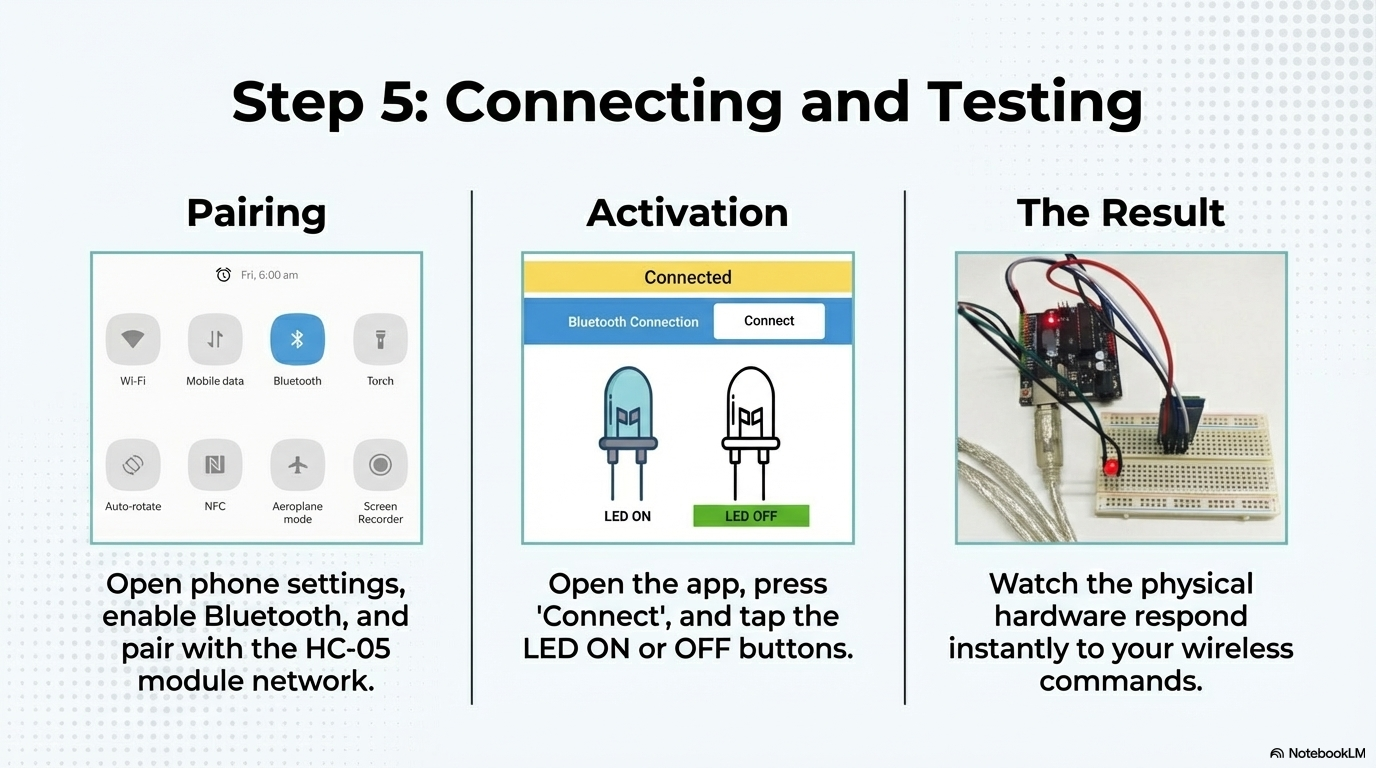 Step 5: Connecting and Testing
Pairing
Fri, 6:00 am
Wi-Fi
Mobile data
Bluetooth
Torch
Auto-rotate
NFC
Aeroplane
mode
Screen
Recorder
Open phone settings,
enable Bluetooth, and
pair with the HC-05
module network.
Activation
Connected
Bluetooth Connection
Connect
LED ON
LED OFF
Open the app, press
'Connect', and tap the
LED ON or OFF buttons.
The Result
Watch the physical
hardware respond
instantly to your wireless
commands.
NotebookLM